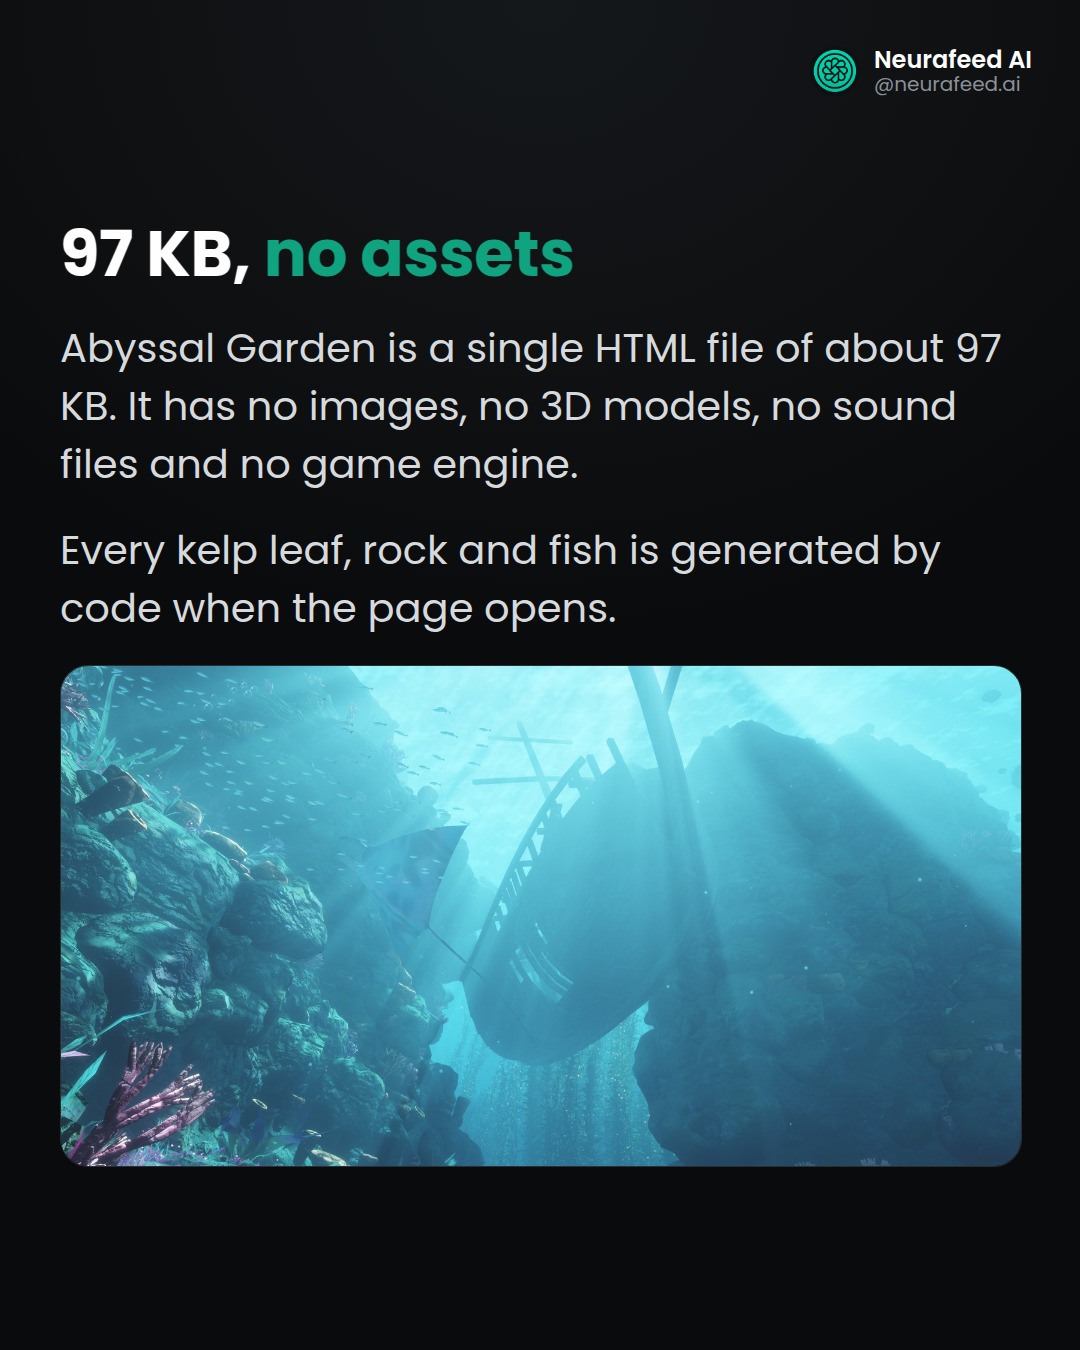 Neurafeed AI
@neurafeed.ai
97 KB, no assets
Abyssal Garden is a single HTML file of about 97
KB. It has no images, no 3D models, no sound
files and no game engine.
Every kelp leaf, rock and fish is generated by
code when the page opens.